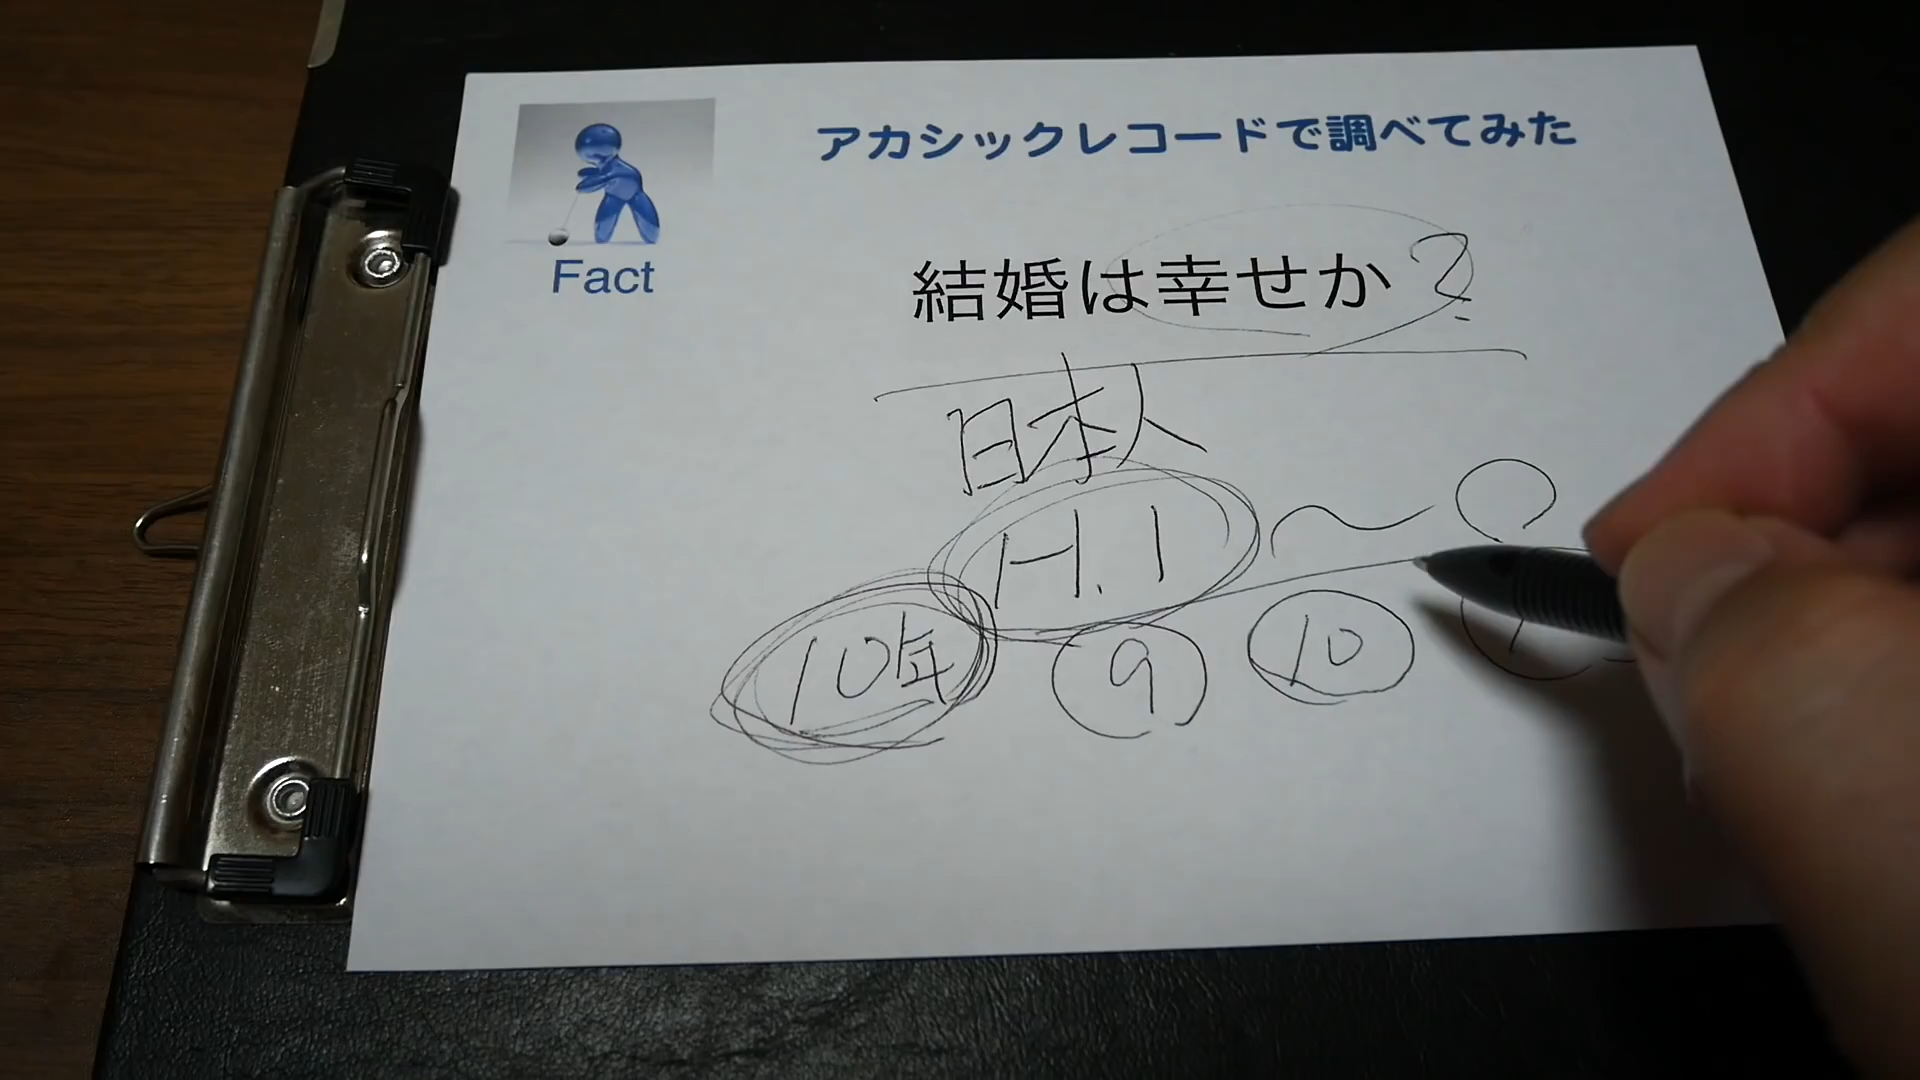 アカシックレコードで調べてみた
Fact
結婚は幸せか?
日本人
H.1 〜 ○
10年 9 10